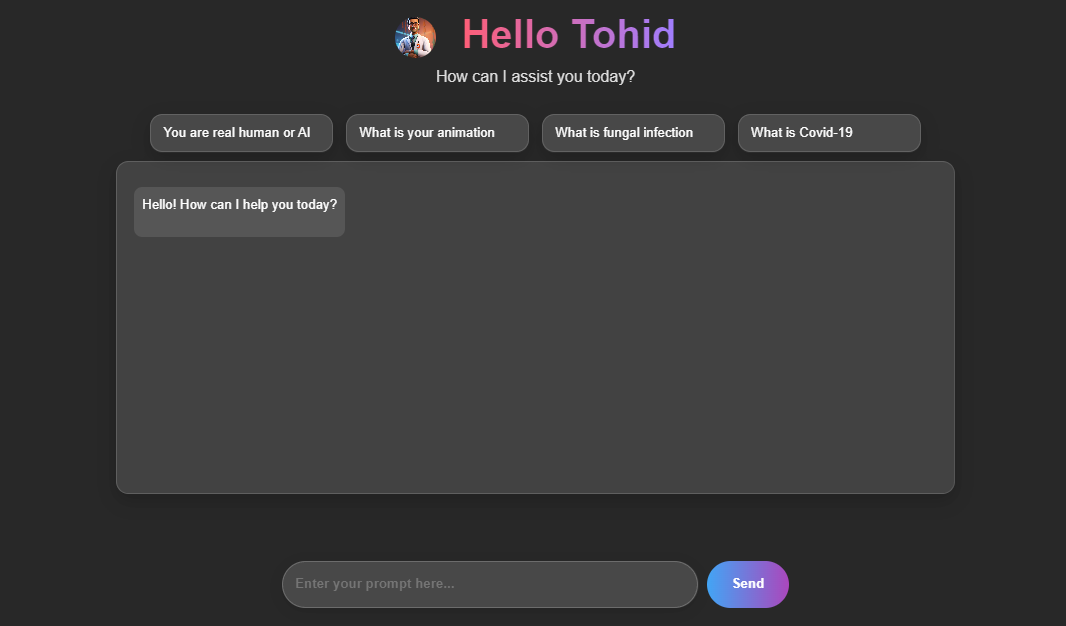 Hello Tohid
How can I assist you today?
You are real human or AI
What is your animation
What is fungal infection
What is Covid-19
Hello! How can I help you today?
Enter your prompt here...
Send